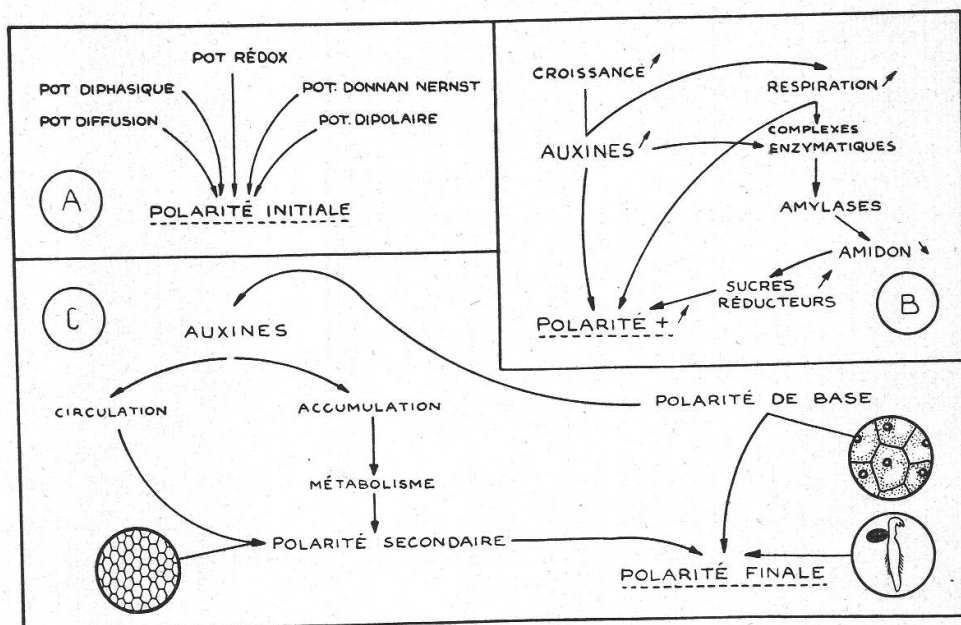 POT RÉDOX
POT DIPHASIQUE
POT. DONNAN NERNST
POT DIFFUSION
POT. DIPOLAIRE
A
POLARITÉ INITIALE
CROISSANCE
RESPIRATION
AUXINES
COMPLEXES
ENZYMATIQUES
AMYLASES
AMIDON
SUCRES
RÉDUCTEURS
POLARITÉ +
B
C
AUXINES
CIRCULATION
ACCUMULATION
POLARITÉ DE BASE
MÉTABOLISME
POLARITÉ SECONDAIRE
POLARITÉ FINALE